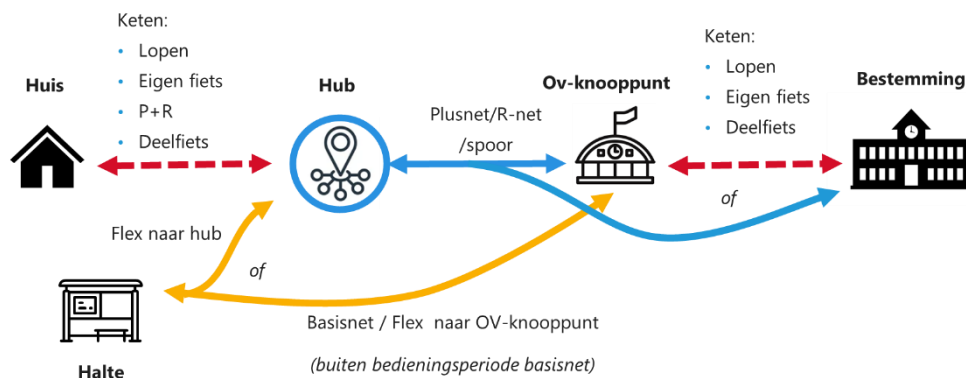 Keten:
• Lopen
• Eigen fiets
• P+R
• Deelfiets
Huis
Hub
Plusnet/R-net
/spoor
Ov-knooppunt
Keten:
• Lopen
• Eigen fiets
• Deelfiets
Bestemming
of
Flex naar hub
of
Halte
Basisnet / Flex naar OV-knooppunt
(buiten bedieningsperiode basisnet)